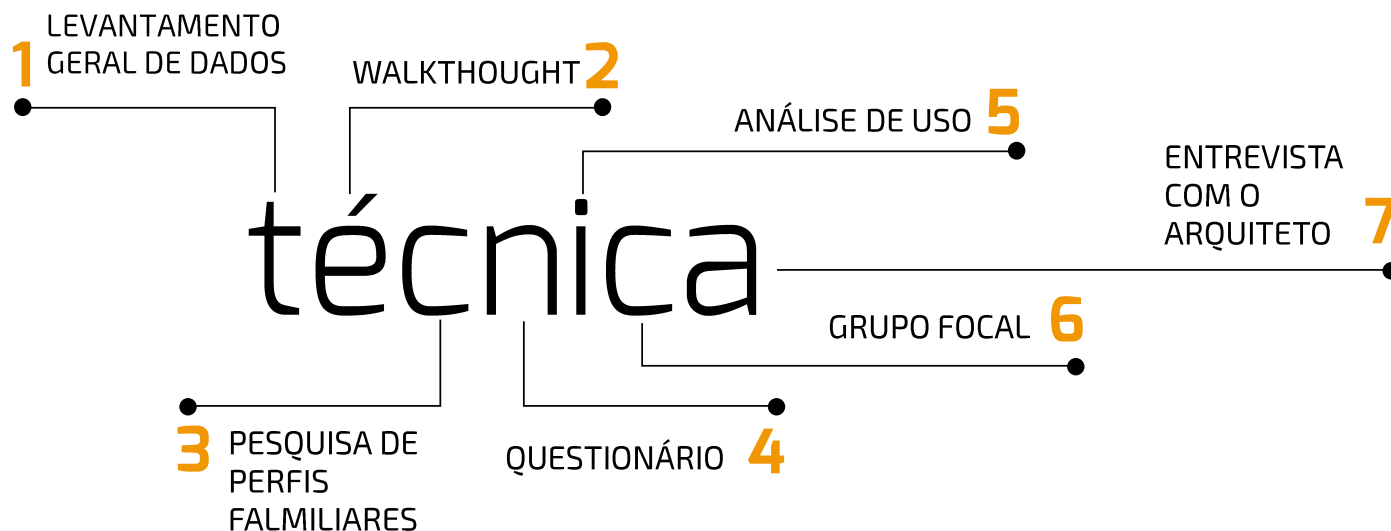 1 LEVANTAMENTO
GERAL DE DADOS
WALKTHOUGHT 2
ANÁLISE DE USO 5
ENTREVISTA
COM O
ARQUITETO 7
técnica
GRUPO FOCAL 6
3 PESQUISA DE
PERFIS
FALMILIARES
QUESTIONÁRIO 4